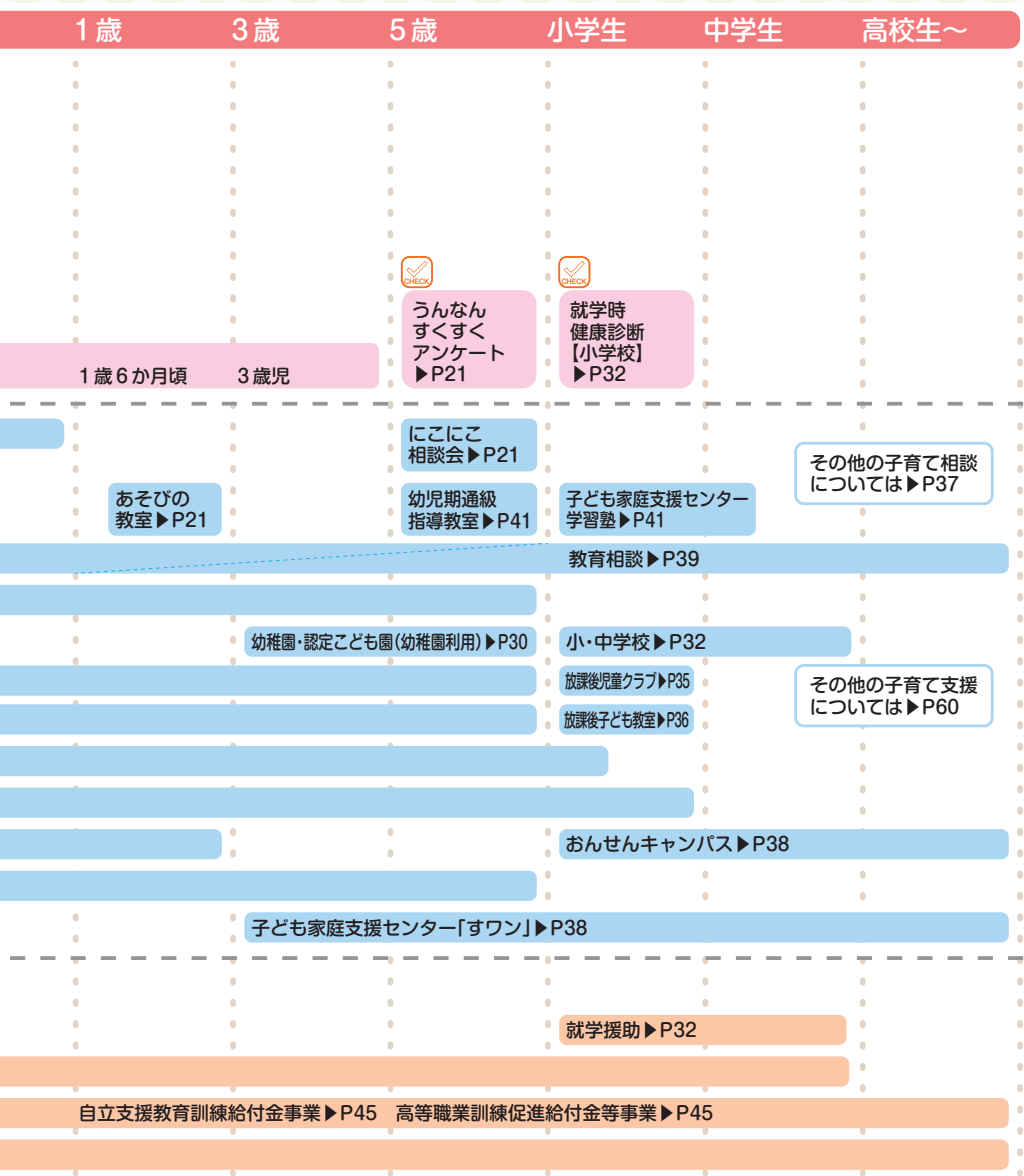 1歳 3歳 5歳 小学生 中学生 高校生～
CHECK CHECK
うんなん
すくすく
アンケート
▶P21
就学時
健康診断
【小学校】
▶P32
1歳6か月頃 3歳児
にこにこ
相談会▶P21
その他の子育て相談
については▶P37
あそびの
教室▶P21
幼児期通級
指導教室▶P41
子ども家庭支援センター
学習塾▶P41
教育相談▶P39
幼稚園・認定こども園(幼稚園利用)▶P30 小・中学校▶P32
放課後児童クラブ▶P35
その他の子育て支援
については▶P60
放課後子ども教室▶P36
おんせんキャンパス▶P38
子ども家庭支援センター「すワン」▶P38
就学援助▶P32
自立支援教育訓練給付金事業▶P45 高等職業訓練促進給付金等事業▶P45